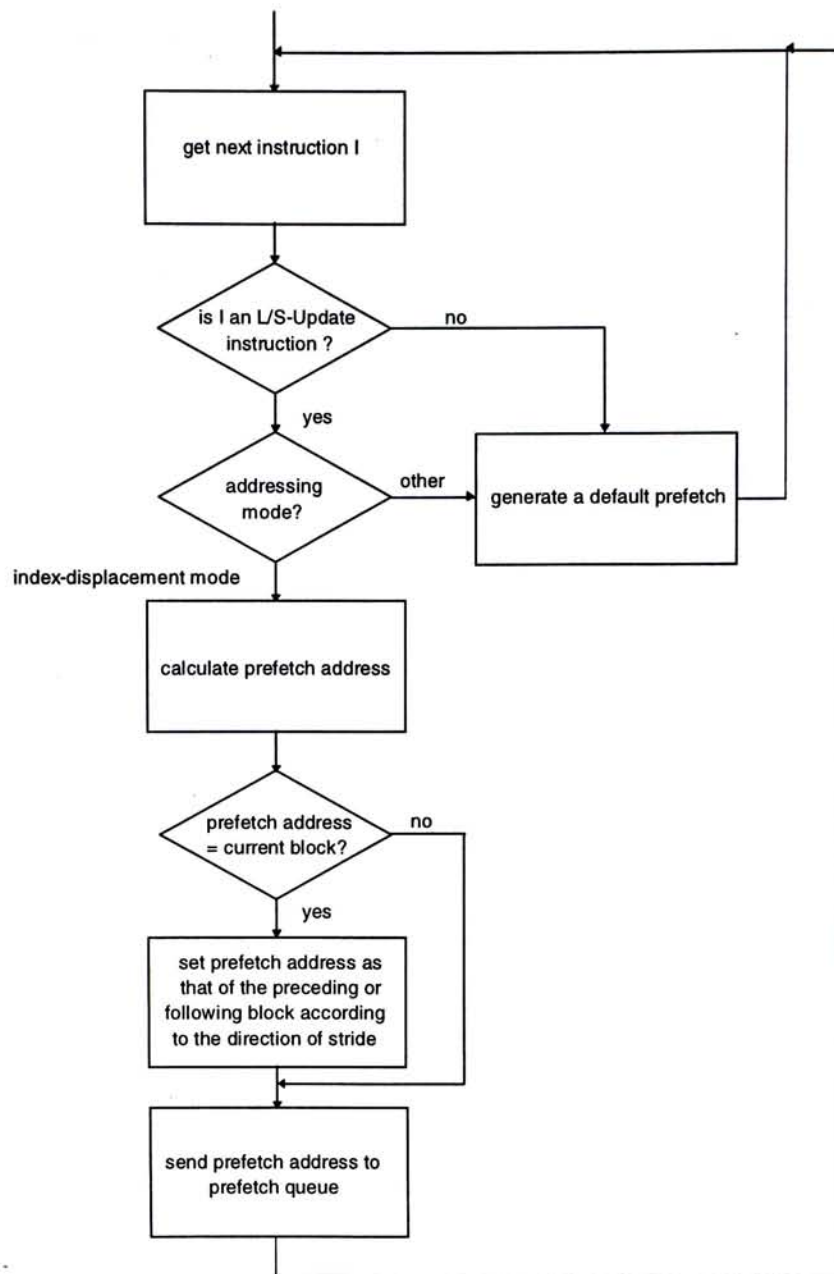 get next instruction I
is I an L/S-Update
instruction ?
no
yes
addressing
mode?
other
generate a default prefetch
index-displacement mode
calculate prefetch address
prefetch address
= current block?
no
yes
set prefetch address as
that of the preceding or
following block according
to the direction of stride
send prefetch address to
prefetch queue